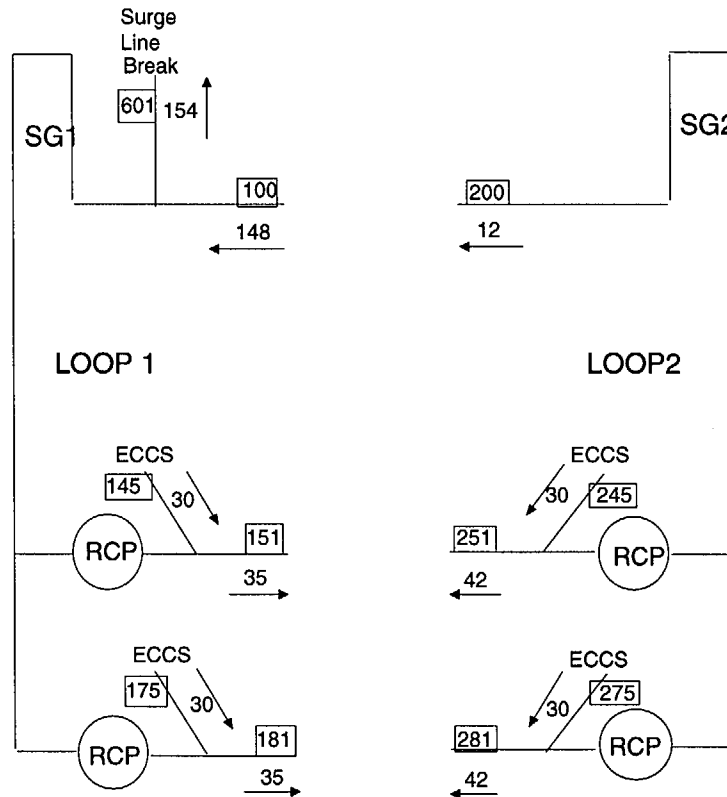 Surge
Line
Break
601 154
SG1
SG2
100
200
148
12
LOOP 1
LOOP2
ECCS
ECCS
145
30
30
245
151
251
RCP
RCP
35
42
ECCS
ECCS
175
30
30
275
181
281
RCP
RCP
35
42